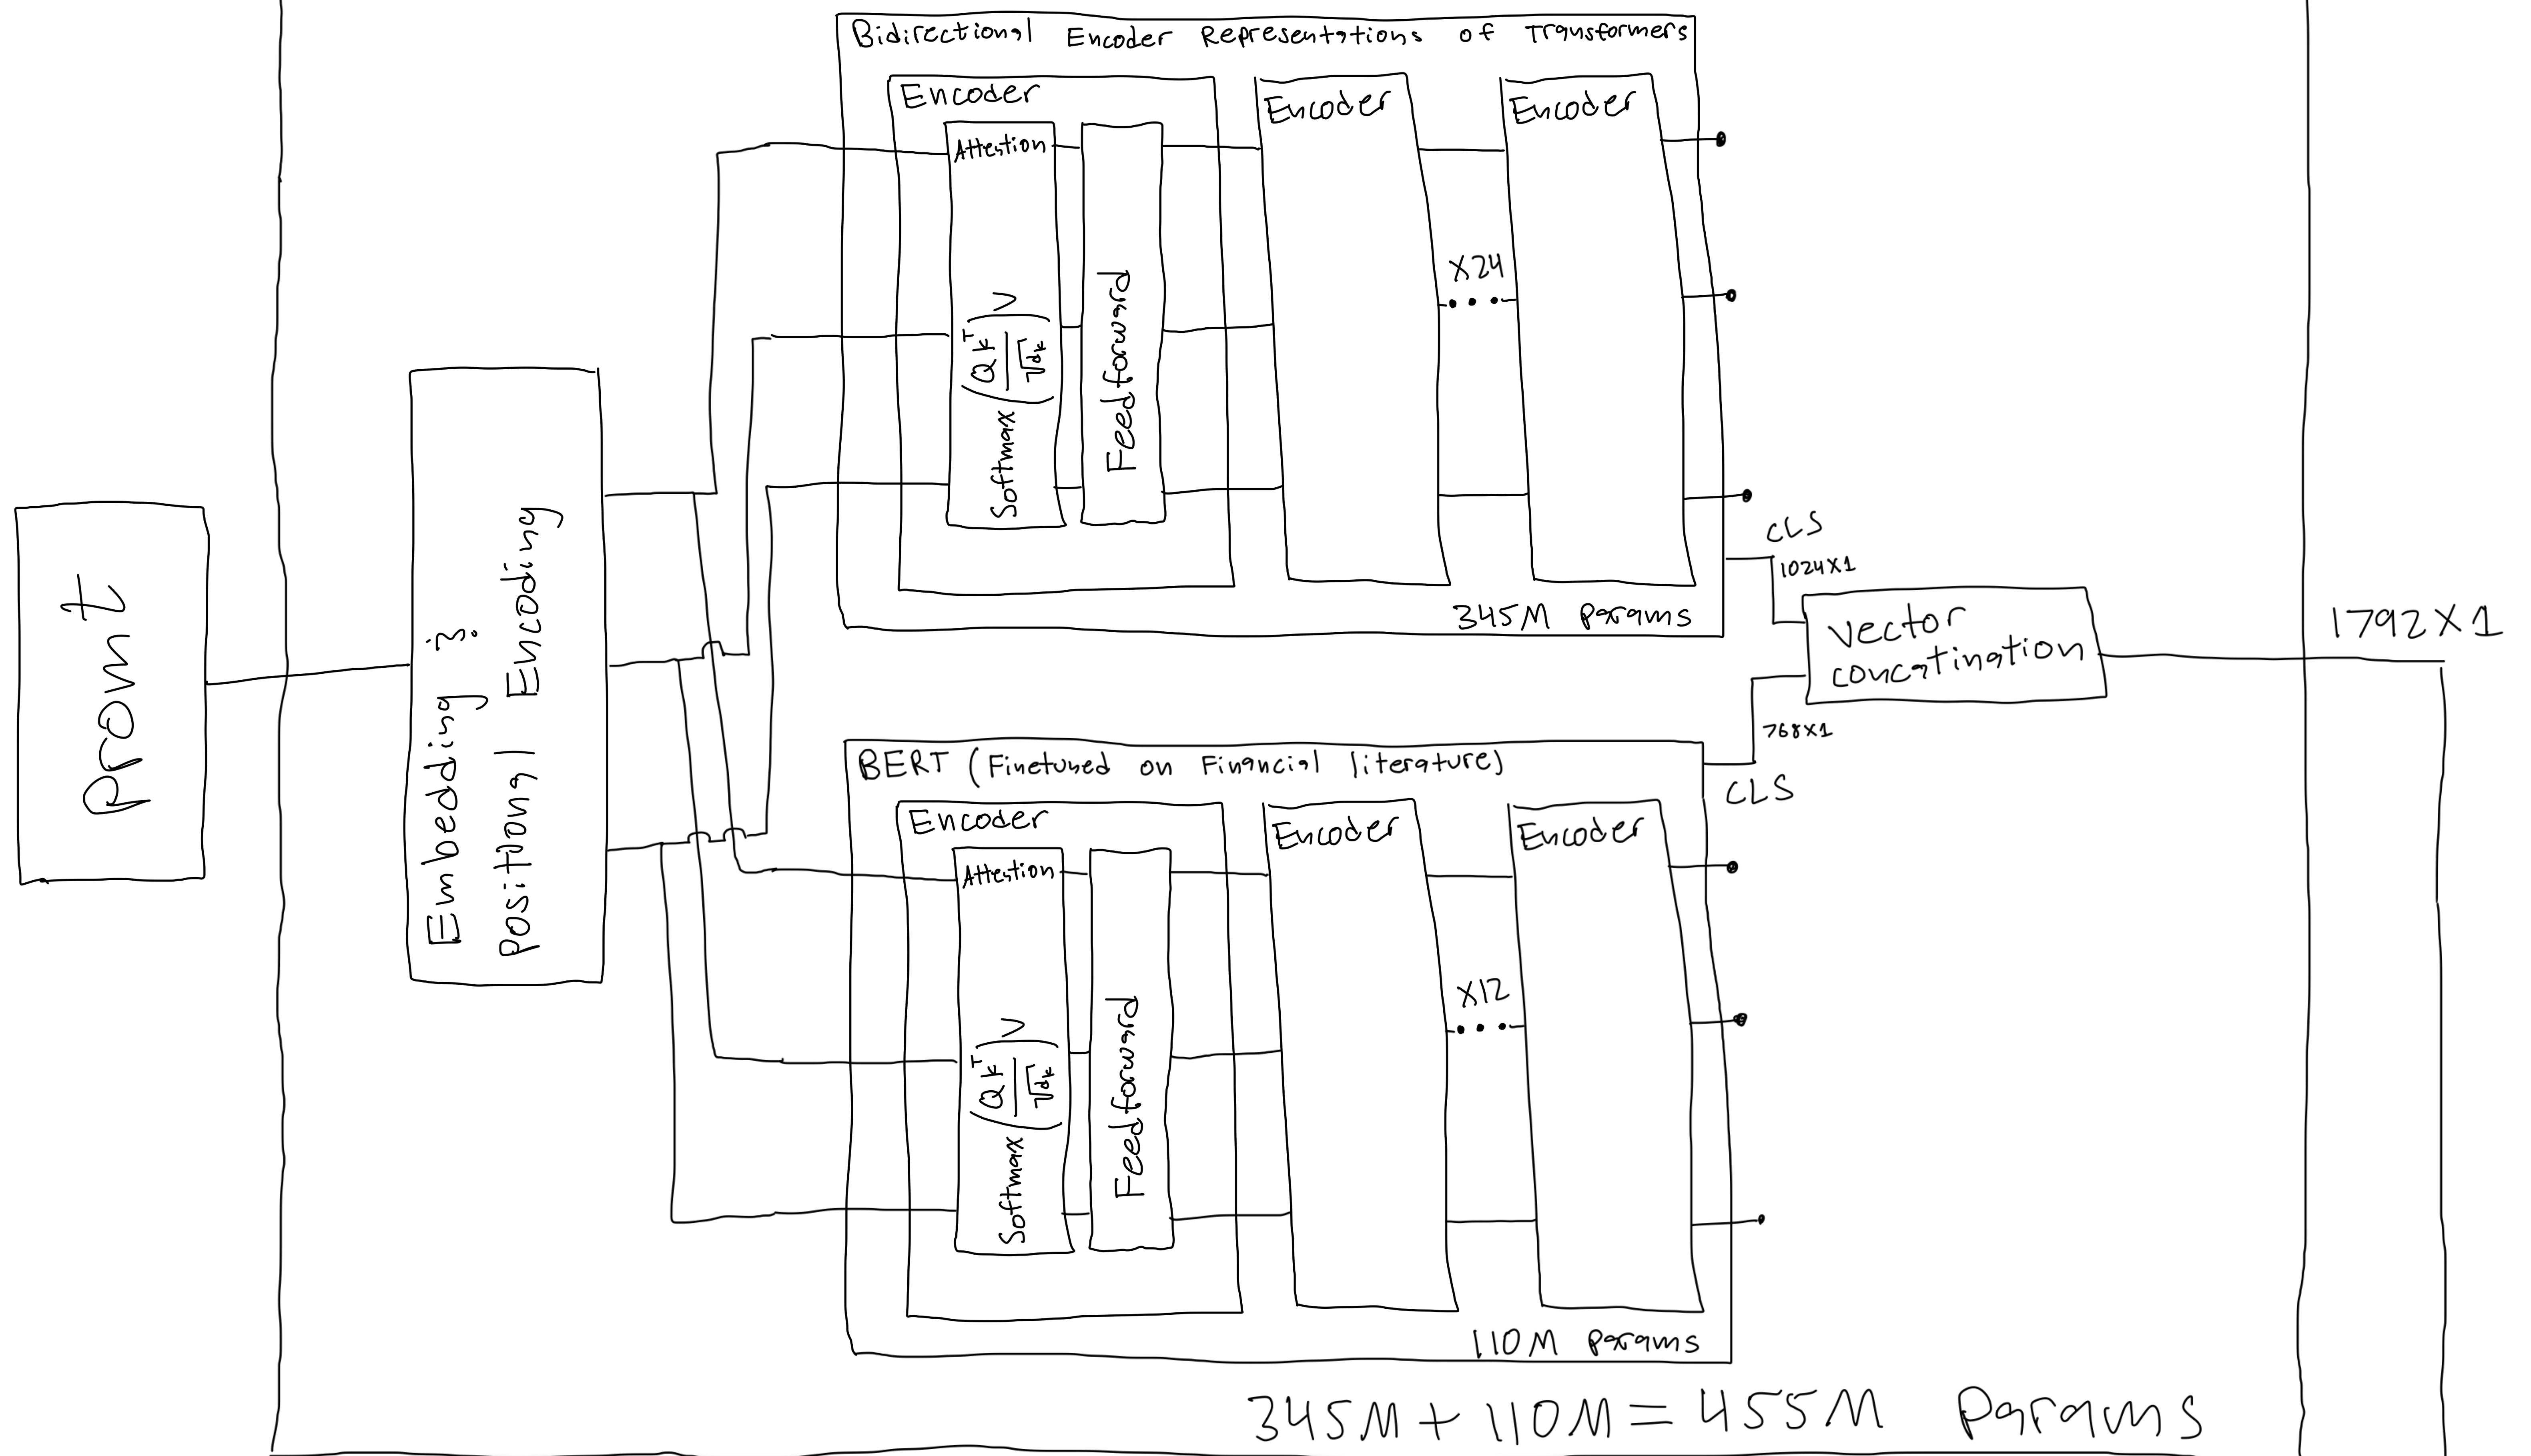 Promt
Embedding &
Positional Encoding
Bidirectional Encoder Representations of Transformers
Encoder
Attention
Softmax (QK^T / √dk) V
Feedforward
Encoder
X24
Encoder
345M params
CLS
1024X1
BERT (Finetuned on Financial literature)
Encoder
Attention
Softmax (QK^T / √dk) V
Feedforward
Encoder
X12
Encoder
110M params
768X1
CLS
vector
concatination
1792X1
345M + 110M = 455M params